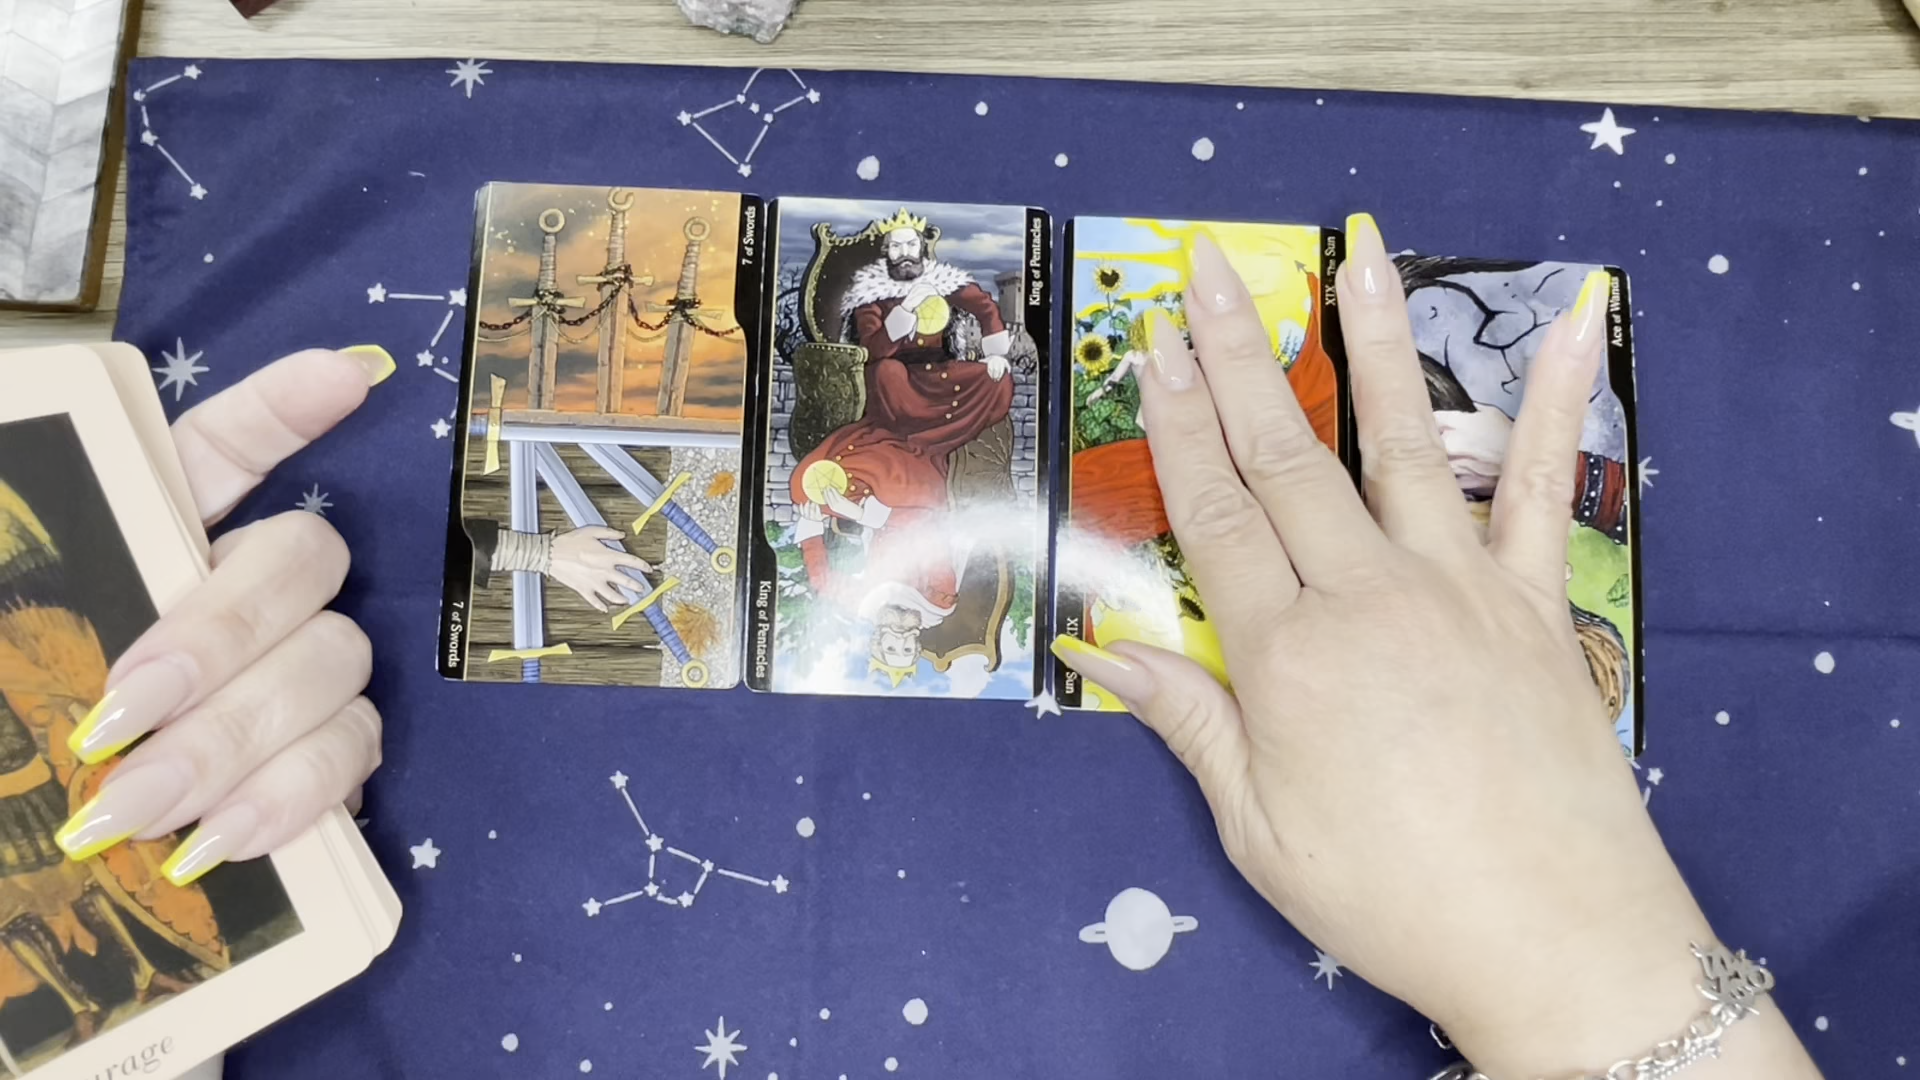 7 of Swords
7 of Swords
King of Pentacles
King of Pentacles
XIX The Sun
XIX
Sun
Ace of Wands
urage